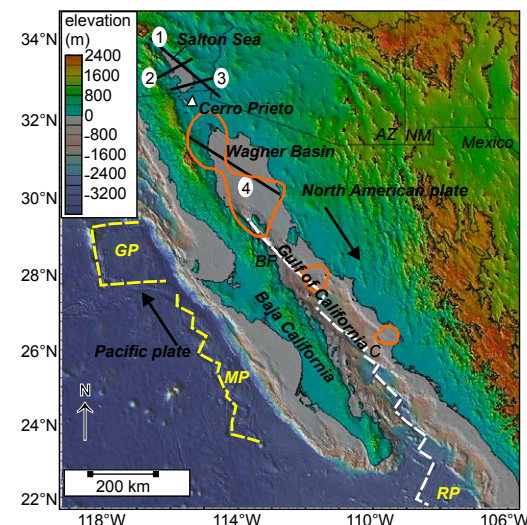 elevation
(m)
2400
1600
800
0
-800
-1600
-2400
-3200
34°N
32°N
30°N
28°N
26°N
24°N
22°N
1
Salton Sea
2
3
Cerro Prieto
AZ NM
Mexico
Wagner Basin
4
North American plate
GP
BP
Gulf of California
Baja California
C
Pacific plate
MP
N
200 km
RP
118°W
114°W
110°W
106°W